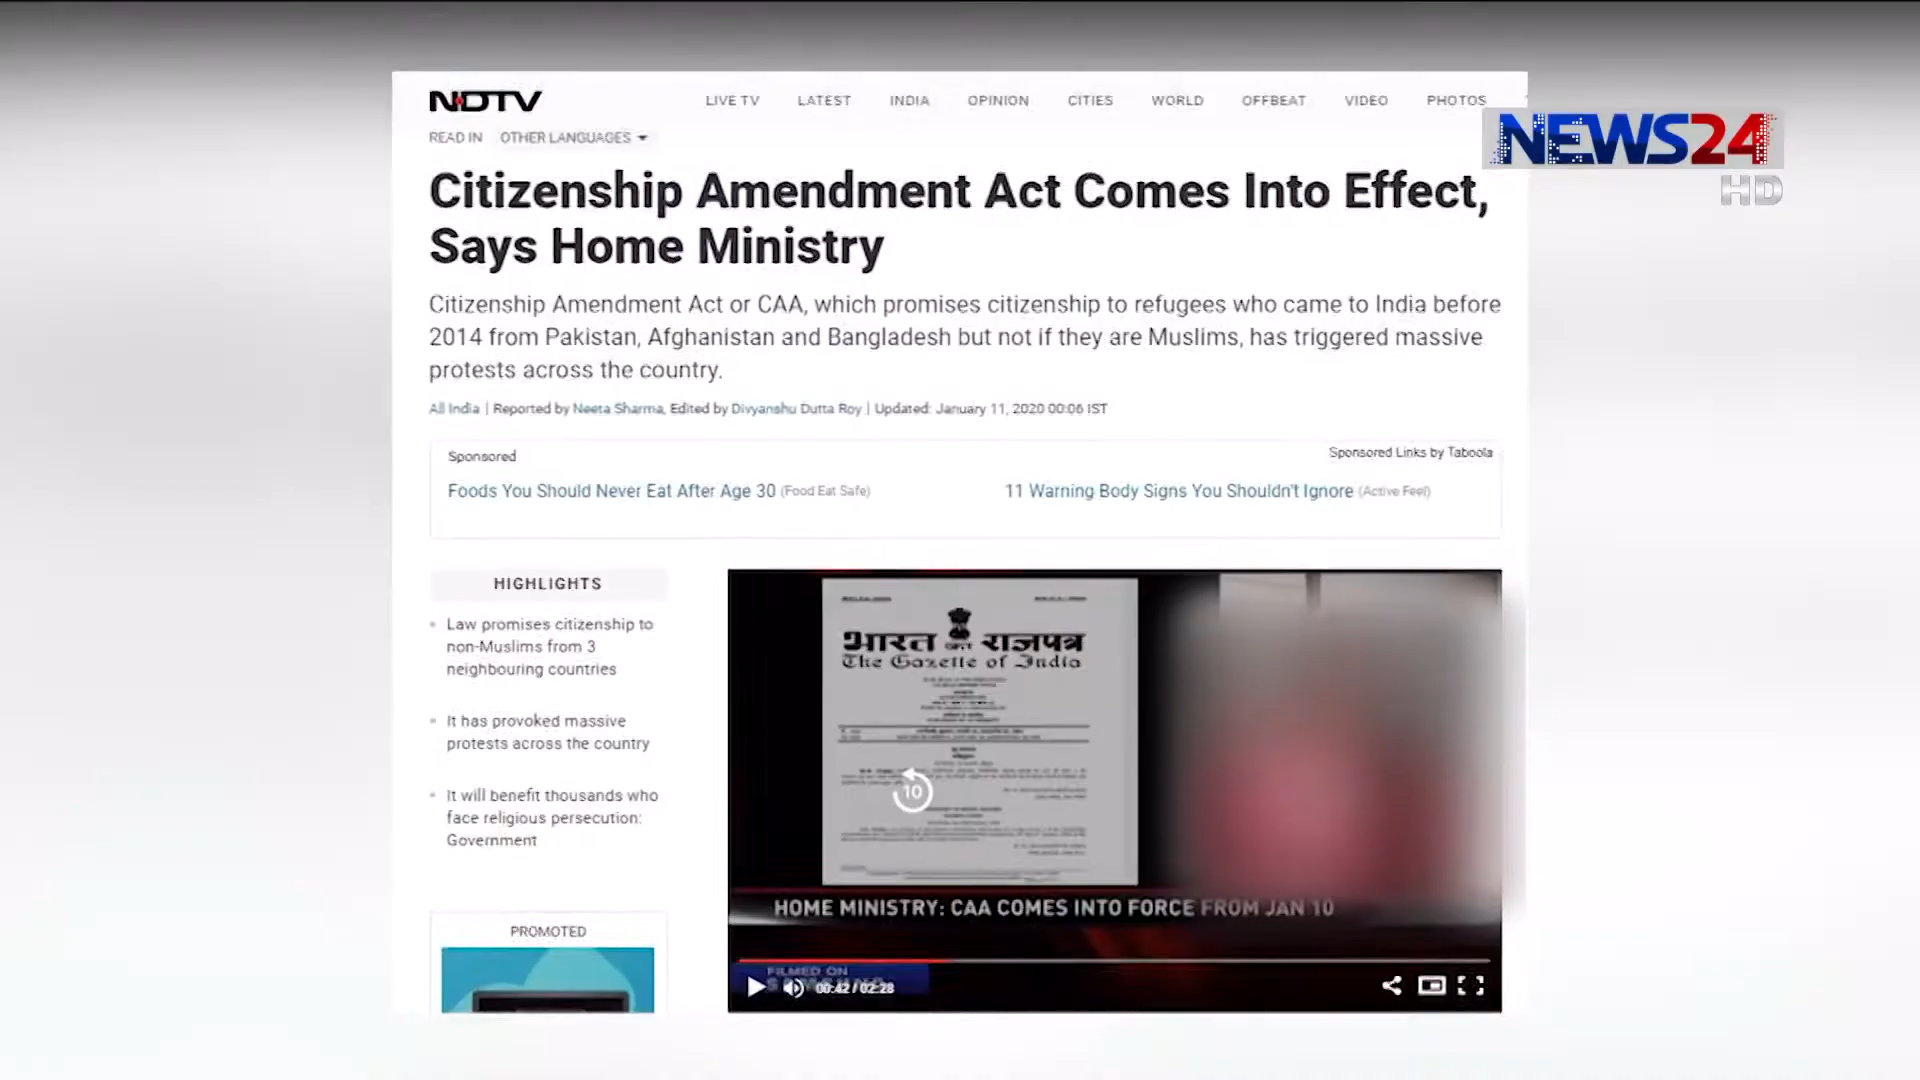 NDTV
LIVE TV LATEST INDIA OPINION CITIES WORLD OFFBEAT VIDEO PHOTOS
NEWS24
HD
READ IN OTHER LANGUAGES
Citizenship Amendment Act Comes Into Effect,
Says Home Ministry
Citizenship Amendment Act or CAA, which promises citizenship to refugees who came to India before
2014 from Pakistan, Afghanistan and Bangladesh but not if they are Muslims, has triggered massive
protests across the country.
All India | Reported by Neeta Sharma, Edited by Divyanshu Dutta Roy | Updated: January 11, 2020 00:06 IST
Sponsored
Sponsored Links by Taboola
Foods You Should Never Eat After Age 30 (Food Eat Safe)
11 Warning Body Signs You Shouldn't Ignore (Active Feel)
HIGHLIGHTS
Law promises citizenship to
non-Muslims from 3
neighbouring countries
It has provoked massive
protests across the country
It will benefit thousands who
face religious persecution:
Government
PROMOTED
भारत का राजपत्र
The Gazette of India
10
HOME MINISTRY: CAA COMES INTO FORCE FROM JAN 10
FILMED ON
00:42 / 02:28